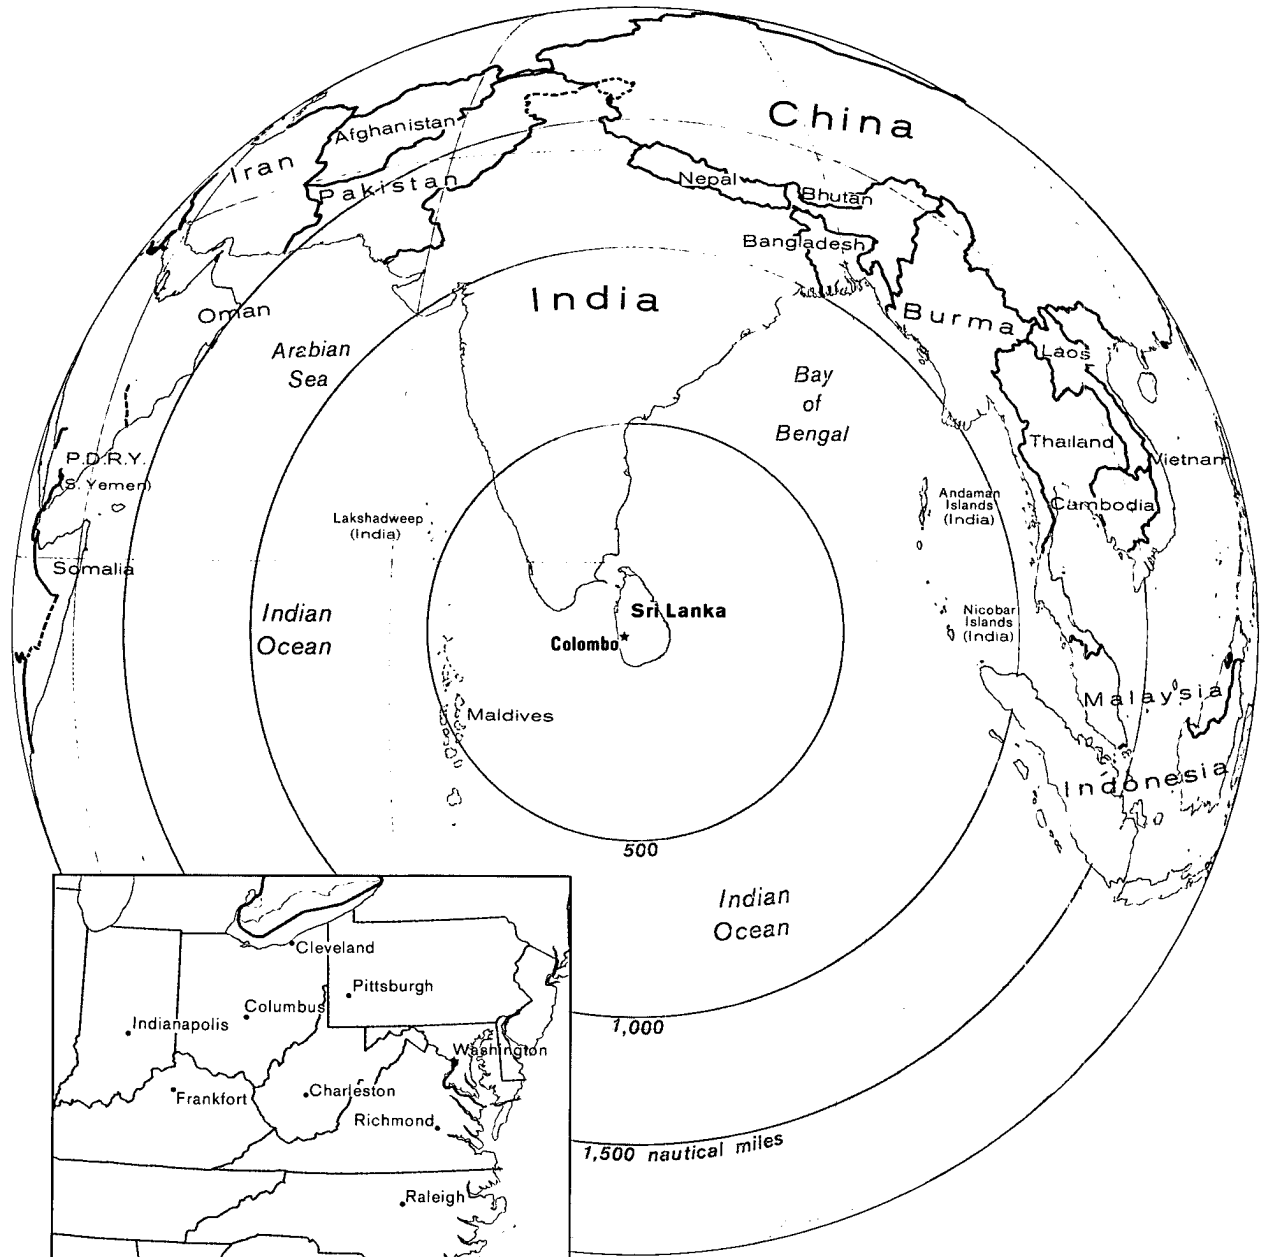 China
Afghanistan
Iran
Pakistan
Nepal
Bhutan
Bangladesh
India
Oman
Burma
Arabian
Sea
Laos
Bay
of
Bengal
Thailand
Vietnam
P.D.R.Y.
(S. Yemen)
Andaman
Islands
(India)
Cambodia
Lakshadweep
(India)
Somalia
Indian
Ocean
Sri Lanka
Colombo
Nicobar
Islands
(India)
Maldives
Malaysia
Indonesia
500
Indian
Ocean
1,000
1,500 nautical miles
Cleveland
Pittsburgh
Columbus
Indianapolis
Washington
Frankfort
Charleston
Richmond
Raleigh